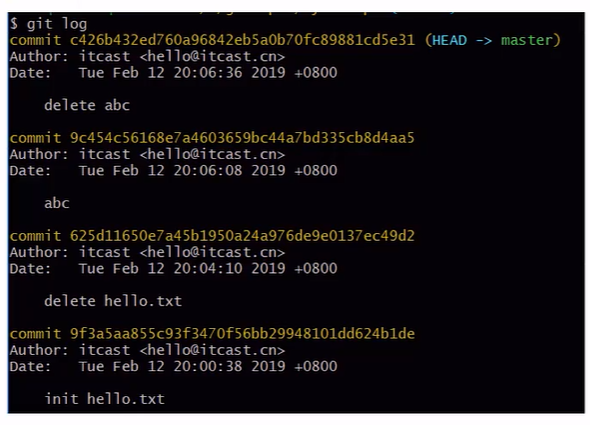 $ git log
commit c426b432ed760a96842eb5a0b70fc89881cd5e31 (HEAD -> master)
Author: itcast <hello@itcast.cn>
Date:   Tue Feb 12 20:06:36 2019 +0800
delete abc
commit 9c454c56168e7a4603659bc44a7bd335cb8d4aa5
Author: itcast <hello@itcast.cn>
Date:   Tue Feb 12 20:06:08 2019 +0800
abc
commit 625d11650e7a45b1950a24a976de9e0137ec49d2
Author: itcast <hello@itcast.cn>
Date:   Tue Feb 12 20:04:10 2019 +0800
delete hello.txt
commit 9f3a5aa855c93f3470f56bb29948101dd624b1de
Author: itcast <hello@itcast.cn>
Date:   Tue Feb 12 20:00:38 2019 +0800
init hello.txt